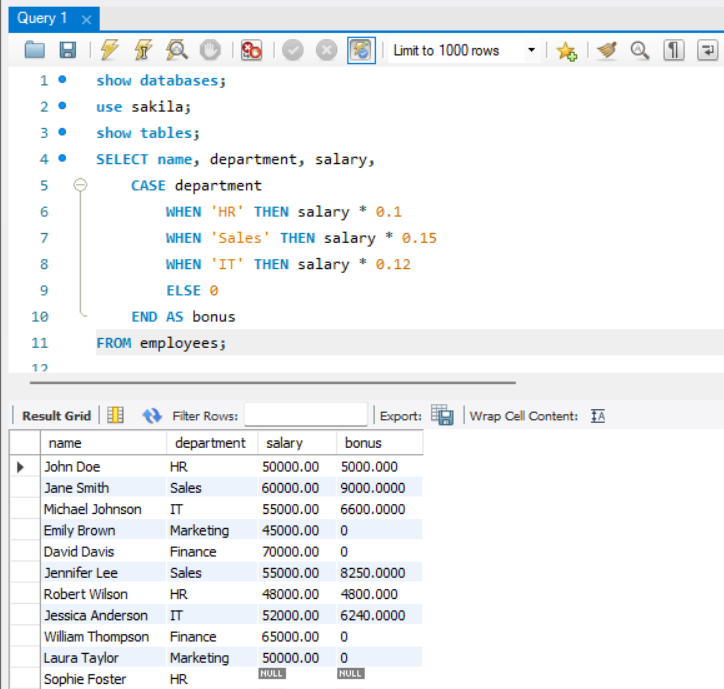 Query 1
Limit to 1000 rows
1 show databases;
2 use sakila;
3 show tables;
4 SELECT name, department, salary,
5 CASE department
6 WHEN 'HR' THEN salary * 0.1
7 WHEN 'Sales' THEN salary * 0.15
8 WHEN 'IT' THEN salary * 0.12
9 ELSE 0
10 END AS bonus
11 FROM employees;
12
Result Grid Filter Rows: Export: Wrap Cell Content: IA
name department salary bonus
John Doe HR 50000.00 5000.000
Jane Smith Sales 60000.00 9000.0000
Michael Johnson IT 55000.00 6600.0000
Emily Brown Marketing 45000.00 0
David Davis Finance 70000.00 0
Jennifer Lee Sales 55000.00 8250.0000
Robert Wilson HR 48000.00 4800.000
Jessica Anderson IT 52000.00 6240.0000
William Thompson Finance 65000.00 0
Laura Taylor Marketing 50000.00 0
Sophie Foster HR NULL NULL